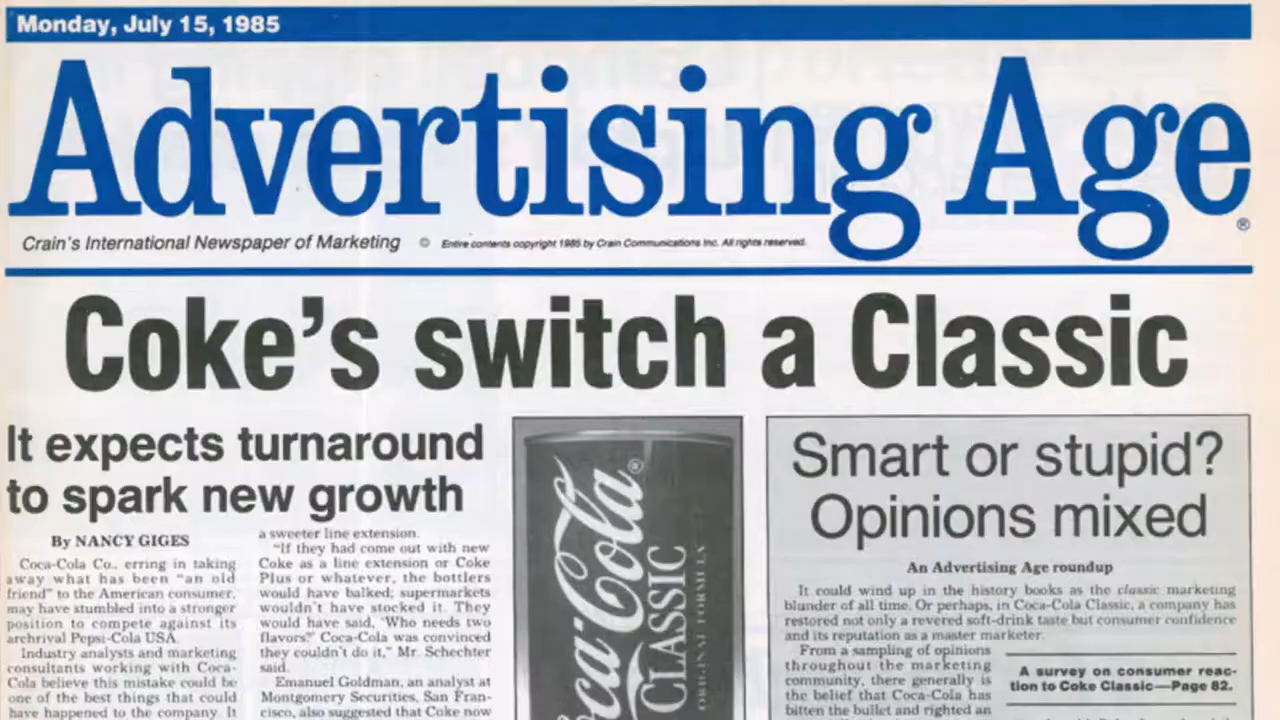 Monday, July 15, 1985
Advertising Age
®
Crain's International Newspaper of Marketing © Entire contents copyright 1985 by Crain Communications Inc. All rights reserved.
Coke's switch a Classic
It expects turnaround
to spark new growth
By NANCY GIGES
Coca-Cola Co., erring in taking
away what has been "an old
friend" to the American consumer,
may have stumbled into a stronger
position to compete against its
archrival Pepsi-Cola USA.
Industry analysts and marketing
consultants working with Coca-
Cola believe this mistake could be
one of the best things that could
have happened to the company. It
a sweeter line extension.
"If they had come out with new
Coke as a line extension or Coke
Plus or whatever, the bottlers
would have balked; supermarkets
wouldn't have stocked it. They
would have said, 'Who needs two
flavors?' Coca-Cola was convinced
they couldn't do it," Mr. Schechter
said.
Emanuel Goldman, an analyst at
Montgomery Securities, San Fran-
cisco, also suggested that Coke now
Coca-Cola®
CLASSIC
ORIGINAL FORMULA
Smart or stupid?
Opinions mixed
An Advertising Age roundup
It could wind up in the history books as the classic marketing
blunder of all time. Or perhaps, in Coca-Cola Classic, a company has
restored not only a revered soft-drink taste but consumer confidence
and its reputation as a master marketer.
From a sampling of opinions
throughout the marketing
community, there generally is
the belief that Coca-Cola has
bitten the bullet and righted an
A survey on consumer reac-
tion to Coke Classic—Page 82.